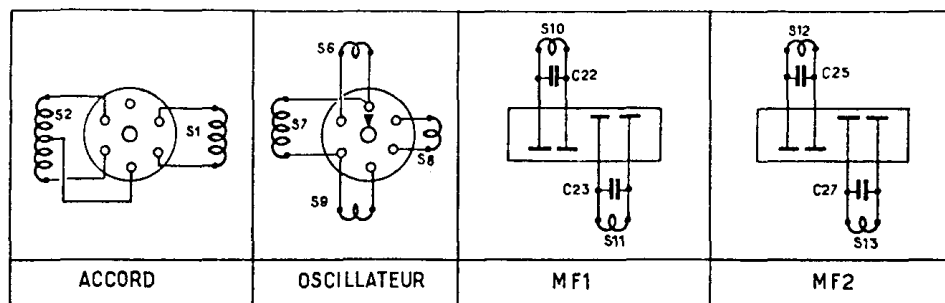 S2
S1
ACCORD
S6
S7
S8
S9
OSCILLATEUR
S10
C22
C23
S11
MF1
S12
C25
C27
S13
MF2